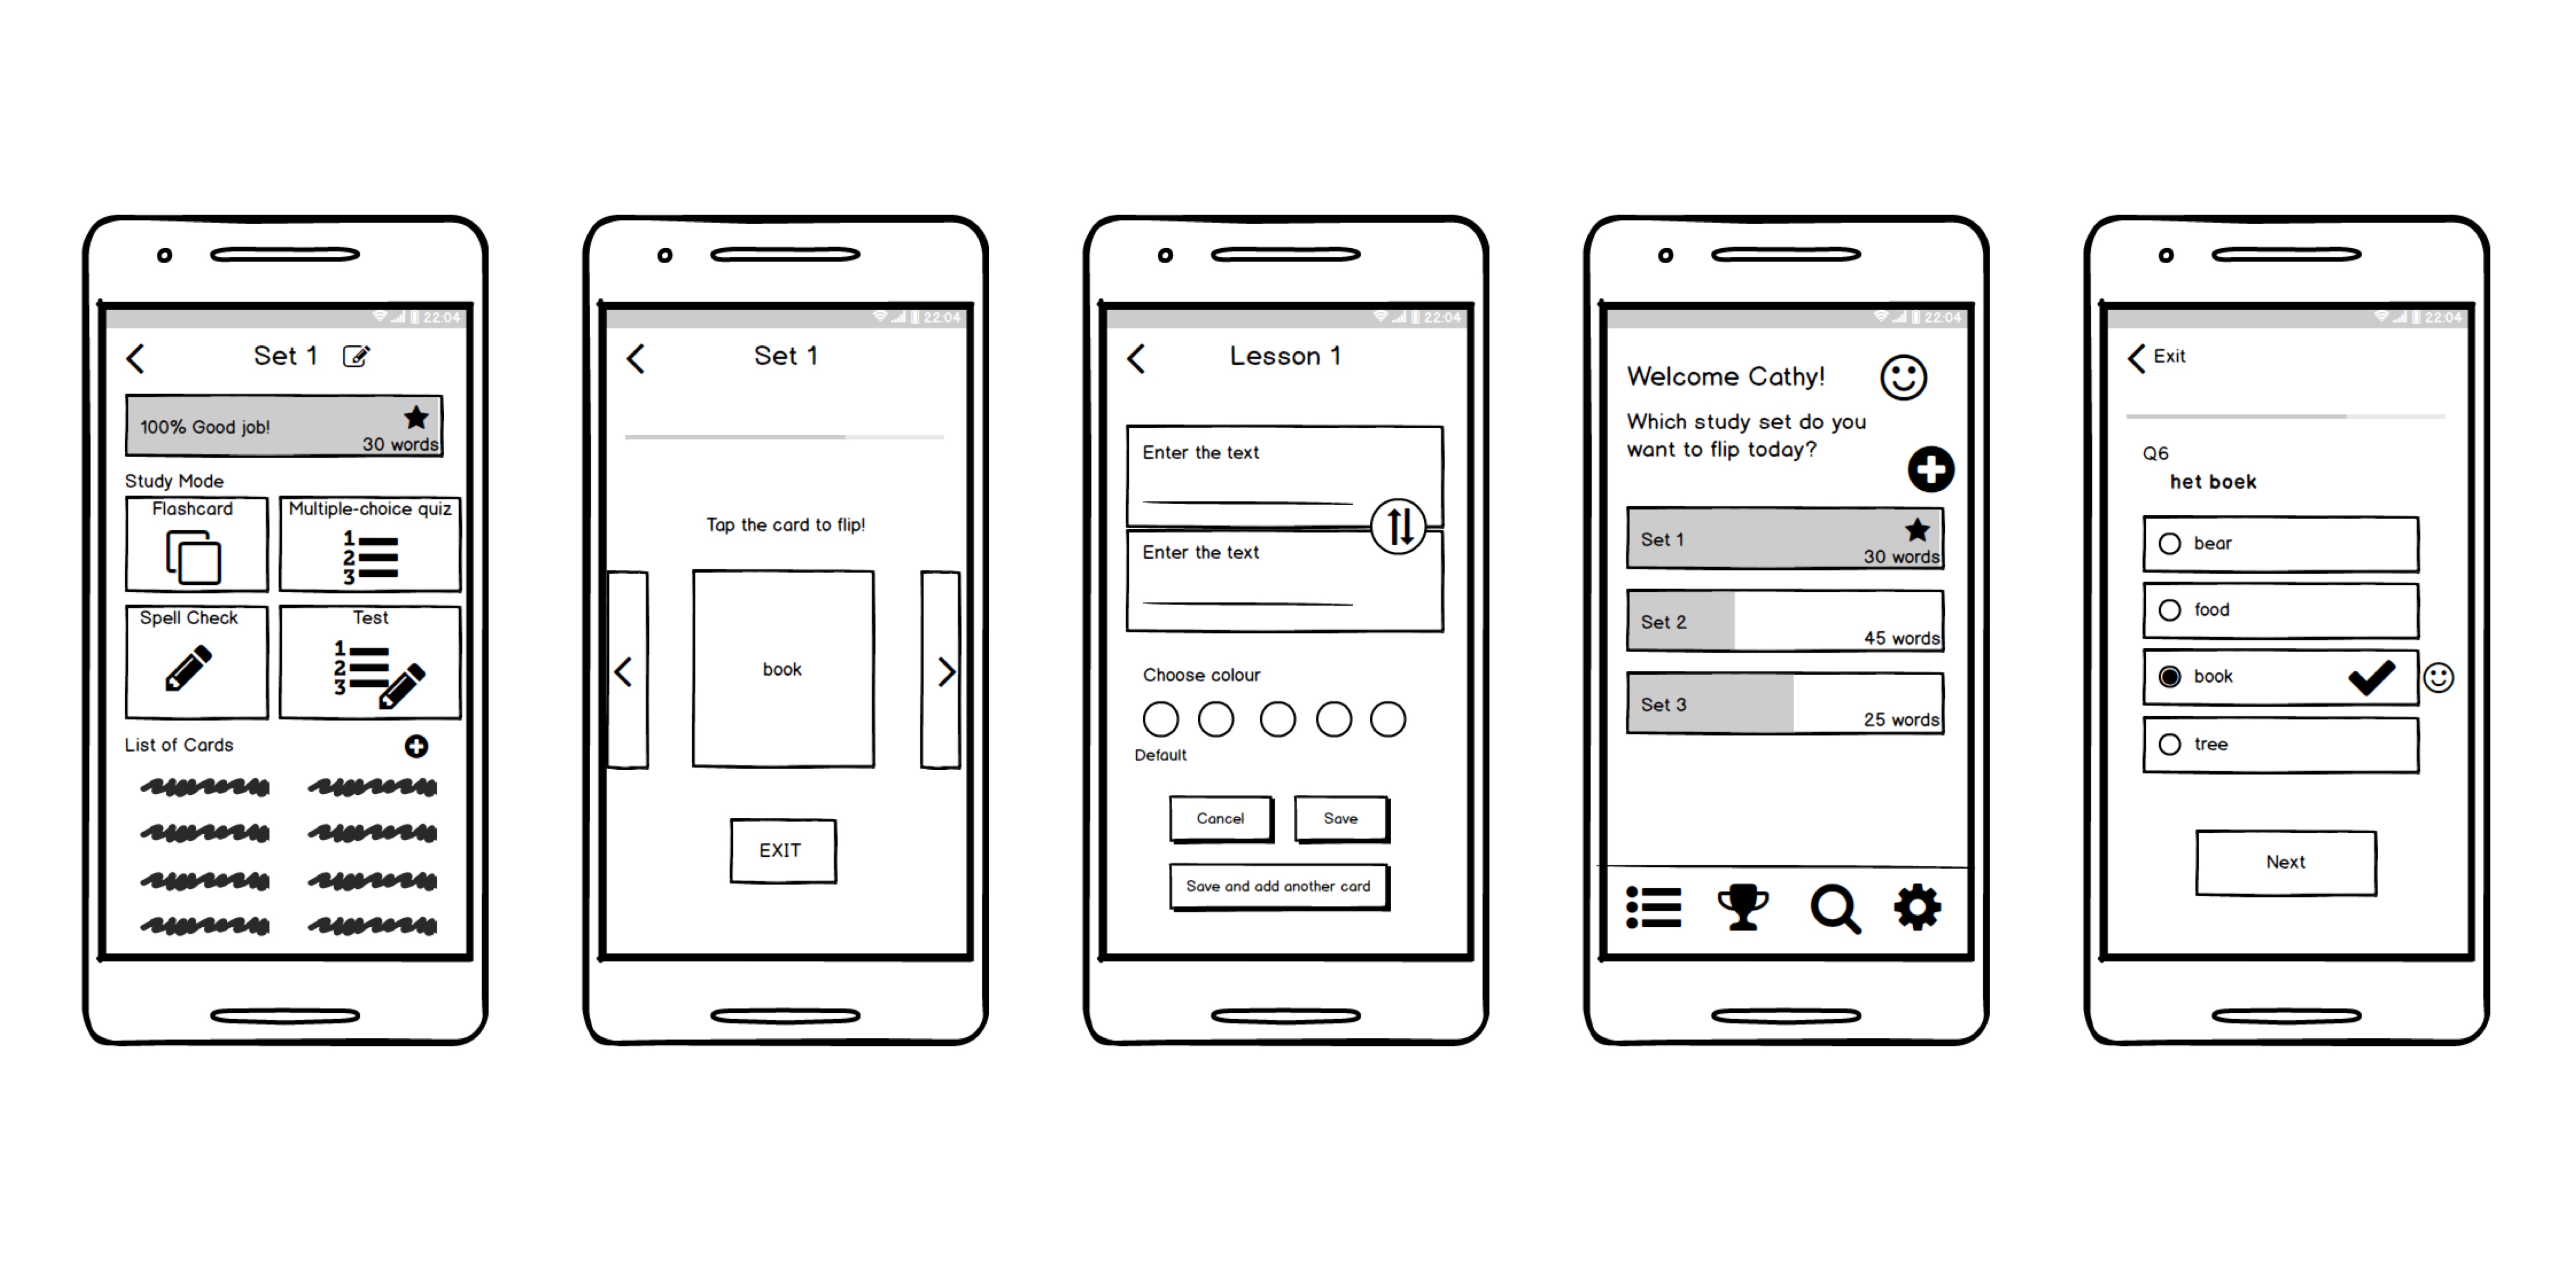 22:04
Set 1
100% Good job!
30 words
Study Mode
Flashcard
Multiple-choice quiz
1
2
3
Spell Check
Test
1
2
3
List of Cards
22:04
Set 1
Tap the card to flip!
book
EXIT
22:04
Lesson 1
Enter the text
Enter the text
Choose colour
Default
Cancel
Save
Save and add another card
22:04
Welcome Cathy!
Which study set do you
want to flip today?
Set 1
30 words
Set 2
45 words
Set 3
25 words
22:04
Exit
Q6
het boek
bear
food
book
tree
Next